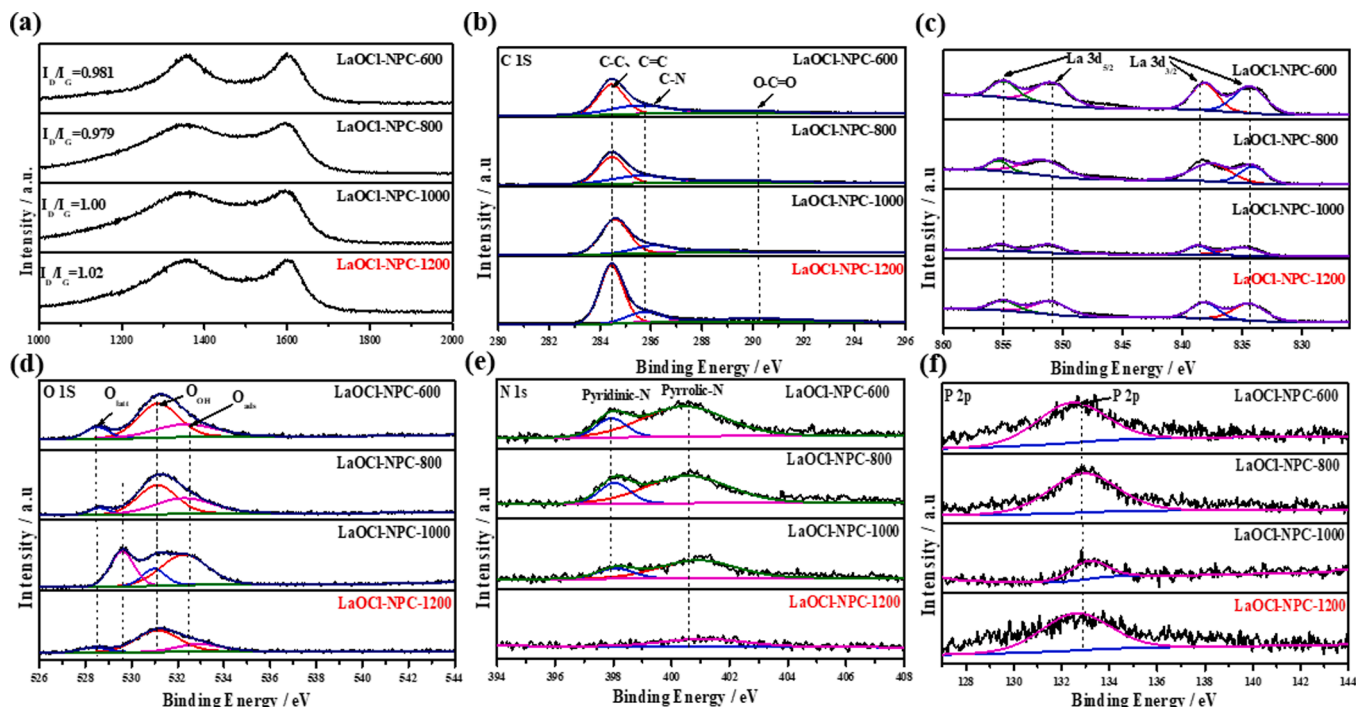 (a)
LaOCl-NPC-600
I_D/I_G=0.981
LaOCl-NPC-800
I_D/I_G=0.979
LaOCl-NPC-1000
I_D/I_G=1.00
LaOCl-NPC-1200
I_D/I_G=1.02
Intensity / a.u.
1000 1200 1400 1600 1800 2000
(b)
C 1S
C-C、 C=C
C-N
O-C=O
LaOCl-NPC-600
LaOCl-NPC-800
LaOCl-NPC-1000
LaOCl-NPC-1200
280 282 284 286 288 290 292 294 296
Binding Energy / eV
(c)
La 3d5/2
La 3d3/2
LaOCl-NPC-600
LaOCl-NPC-800
LaOCl-NPC-1000
LaOCl-NPC-1200
Intensity / a.u
860 855 850 845 840 835 830
Binding Energy / eV
(d)
O 1S
O_latt
O_OH
O_ads
LaOCl-NPC-600
LaOCl-NPC-800
LaOCl-NPC-1000
LaOCl-NPC-1200
Intensity / a.u
526 528 530 532 534 536 538 540 542 544
Binding Energy / eV
(e)
N 1s
Pyridinic-N
Pyrrolic-N
LaOCl-NPC-600
LaOCl-NPC-800
LaOCl-NPC-1000
LaOCl-NPC-1200
Intensity / a.u
394 396 398 400 402 404 406 408
Binding Energy / eV
(f)
P 2p
P 2p
LaOCl-NPC-600
LaOCl-NPC-800
LaOCl-NPC-1000
LaOCl-NPC-1200
Intensity / a.u
128 130 132 134 136 138 140 142 144
Binding Energy / eV